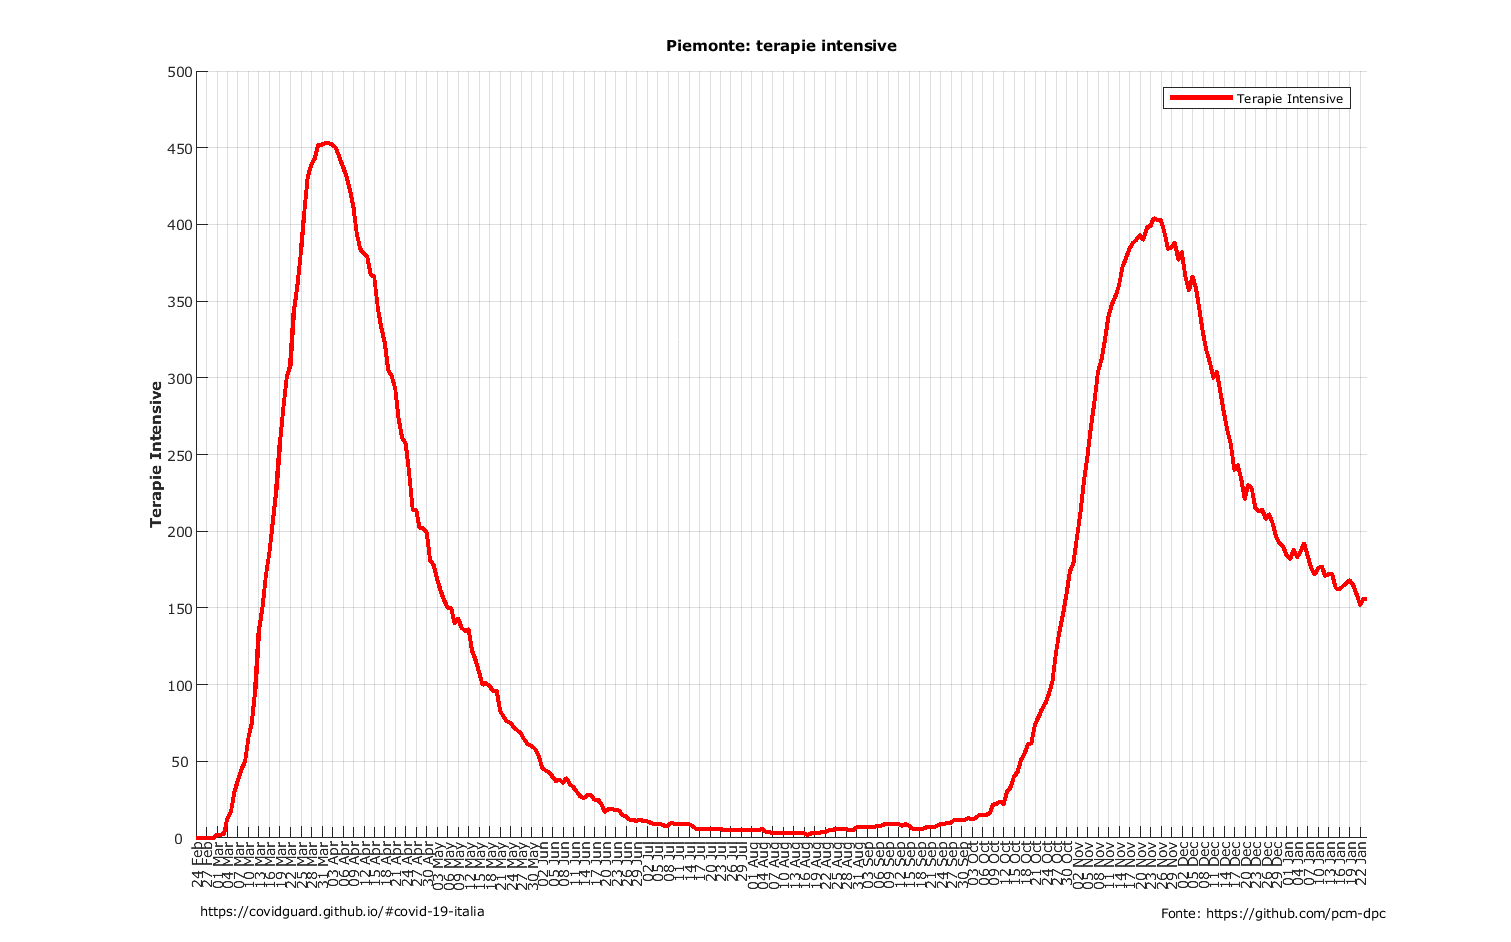 Piemonte: terapie intensive
Terapie Intensive
Terapie Intensive
500
450
400
350
300
250
200
150
100
50
0
24 Feb
27 Feb
01 Mar
04 Mar
07 Mar
10 Mar
13 Mar
16 Mar
19 Mar
22 Mar
25 Mar
28 Mar
31 Mar
03 Apr
06 Apr
09 Apr
12 Apr
15 Apr
18 Apr
21 Apr
24 Apr
27 Apr
30 Apr
03 May
06 May
09 May
12 May
15 May
18 May
21 May
24 May
27 May
30 May
02 Jun
05 Jun
08 Jun
11 Jun
14 Jun
17 Jun
20 Jun
23 Jun
26 Jun
29 Jun
02 Jul
05 Jul
08 Jul
11 Jul
14 Jul
17 Jul
20 Jul
23 Jul
26 Jul
29 Jul
01 Aug
04 Aug
07 Aug
10 Aug
13 Aug
16 Aug
19 Aug
22 Aug
25 Aug
28 Aug
31 Aug
03 Sep
06 Sep
09 Sep
12 Sep
15 Sep
18 Sep
21 Sep
24 Sep
27 Sep
30 Sep
03 Oct
06 Oct
09 Oct
12 Oct
15 Oct
18 Oct
21 Oct
24 Oct
27 Oct
30 Oct
02 Nov
05 Nov
08 Nov
11 Nov
14 Nov
17 Nov
20 Nov
23 Nov
26 Nov
29 Nov
02 Dec
05 Dec
08 Dec
11 Dec
14 Dec
17 Dec
20 Dec
23 Dec
26 Dec
29 Dec
01 Jan
04 Jan
07 Jan
10 Jan
13 Jan
16 Jan
19 Jan
22 Jan
https://covidguard.github.io/#covid-19-italia
Fonte: https://github.com/pcm-dpc